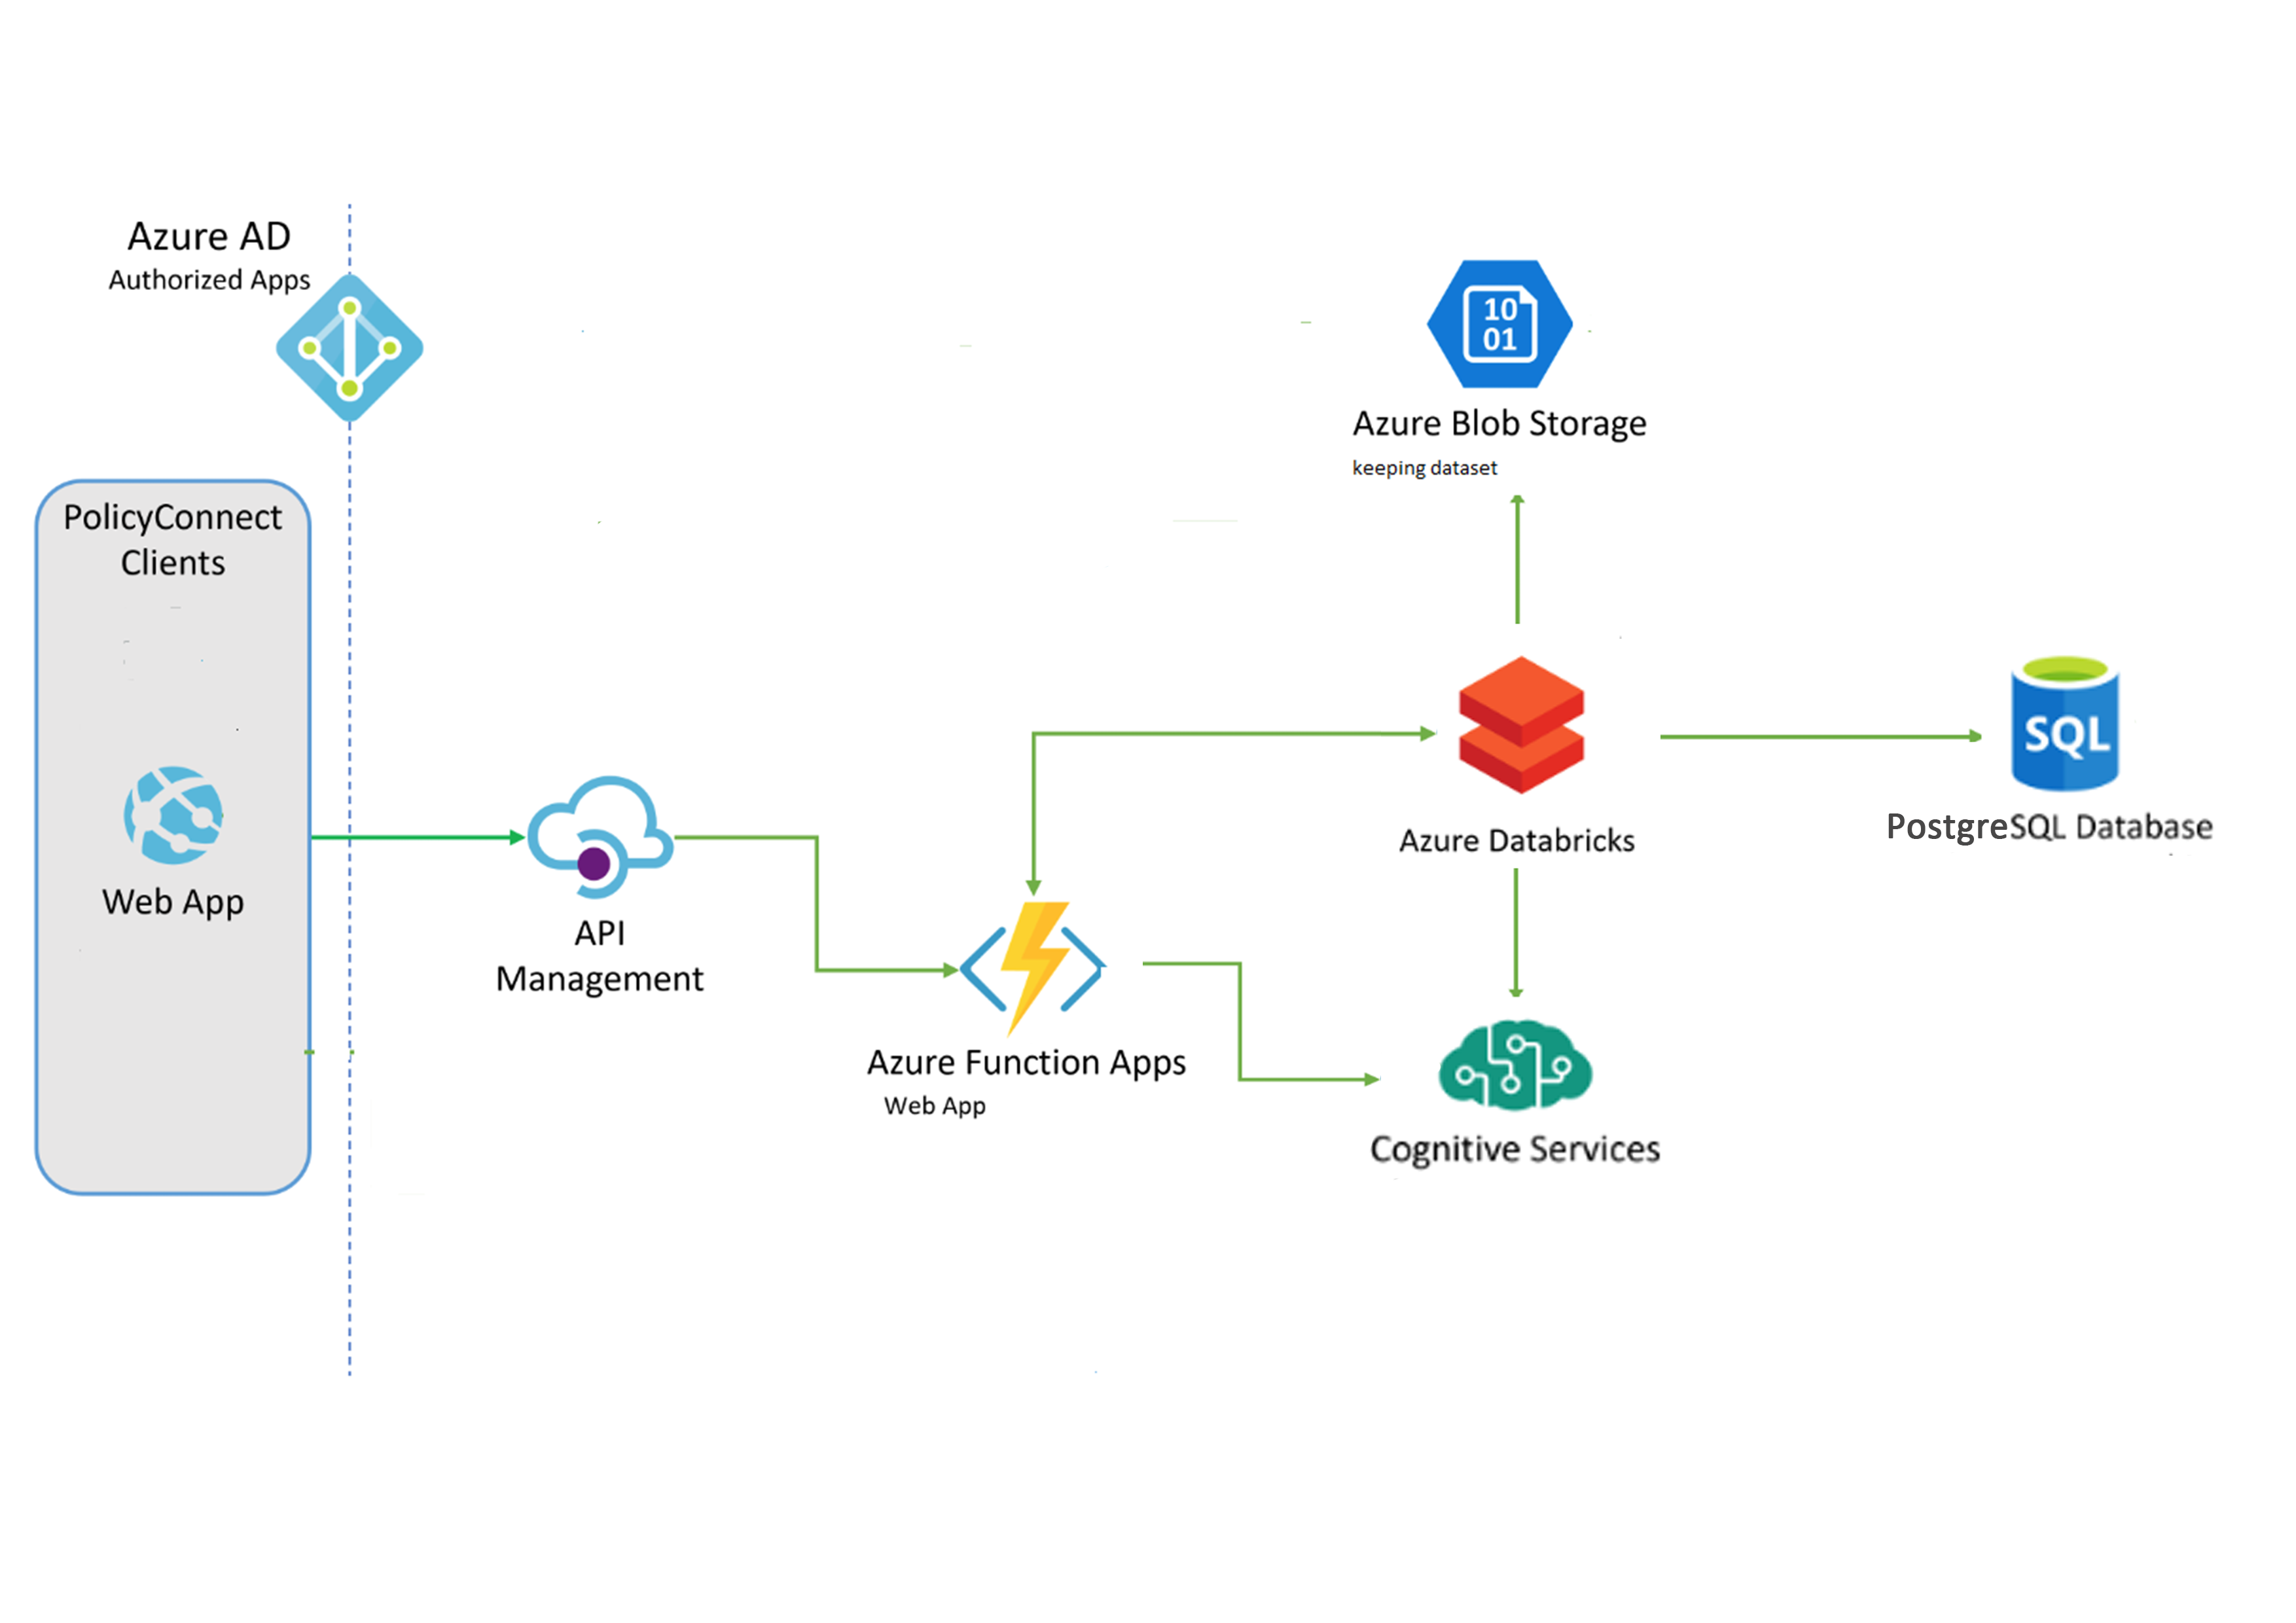 Azure AD
Authorized Apps
PolicyConnect
Clients
Web App
API
Management
Azure Function Apps
Web App
10
01
Azure Blob Storage
keeping dataset
Azure Databricks
Cognitive Services
SQL
PostgreSQL Database